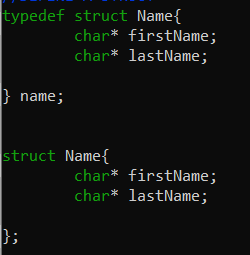 typedef struct Name{
        char* firstName;
        char* lastName;

} name;


struct Name{
        char* firstName;
        char* lastName;

};